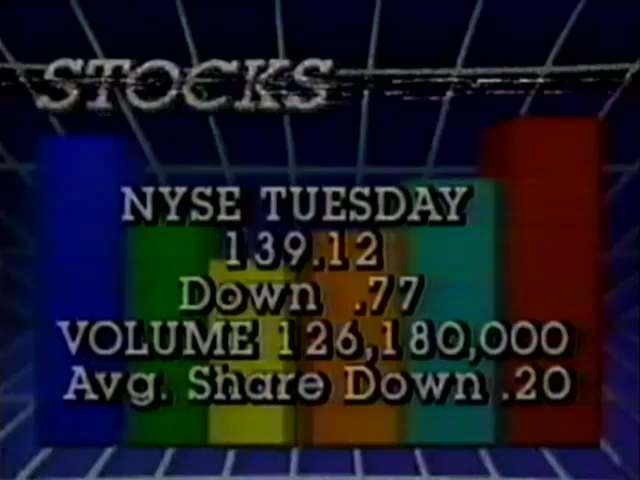 STOCKS
NYSE TUESDAY
139.12
Down .77
VOLUME 126,180,000
Avg. Share Down .20